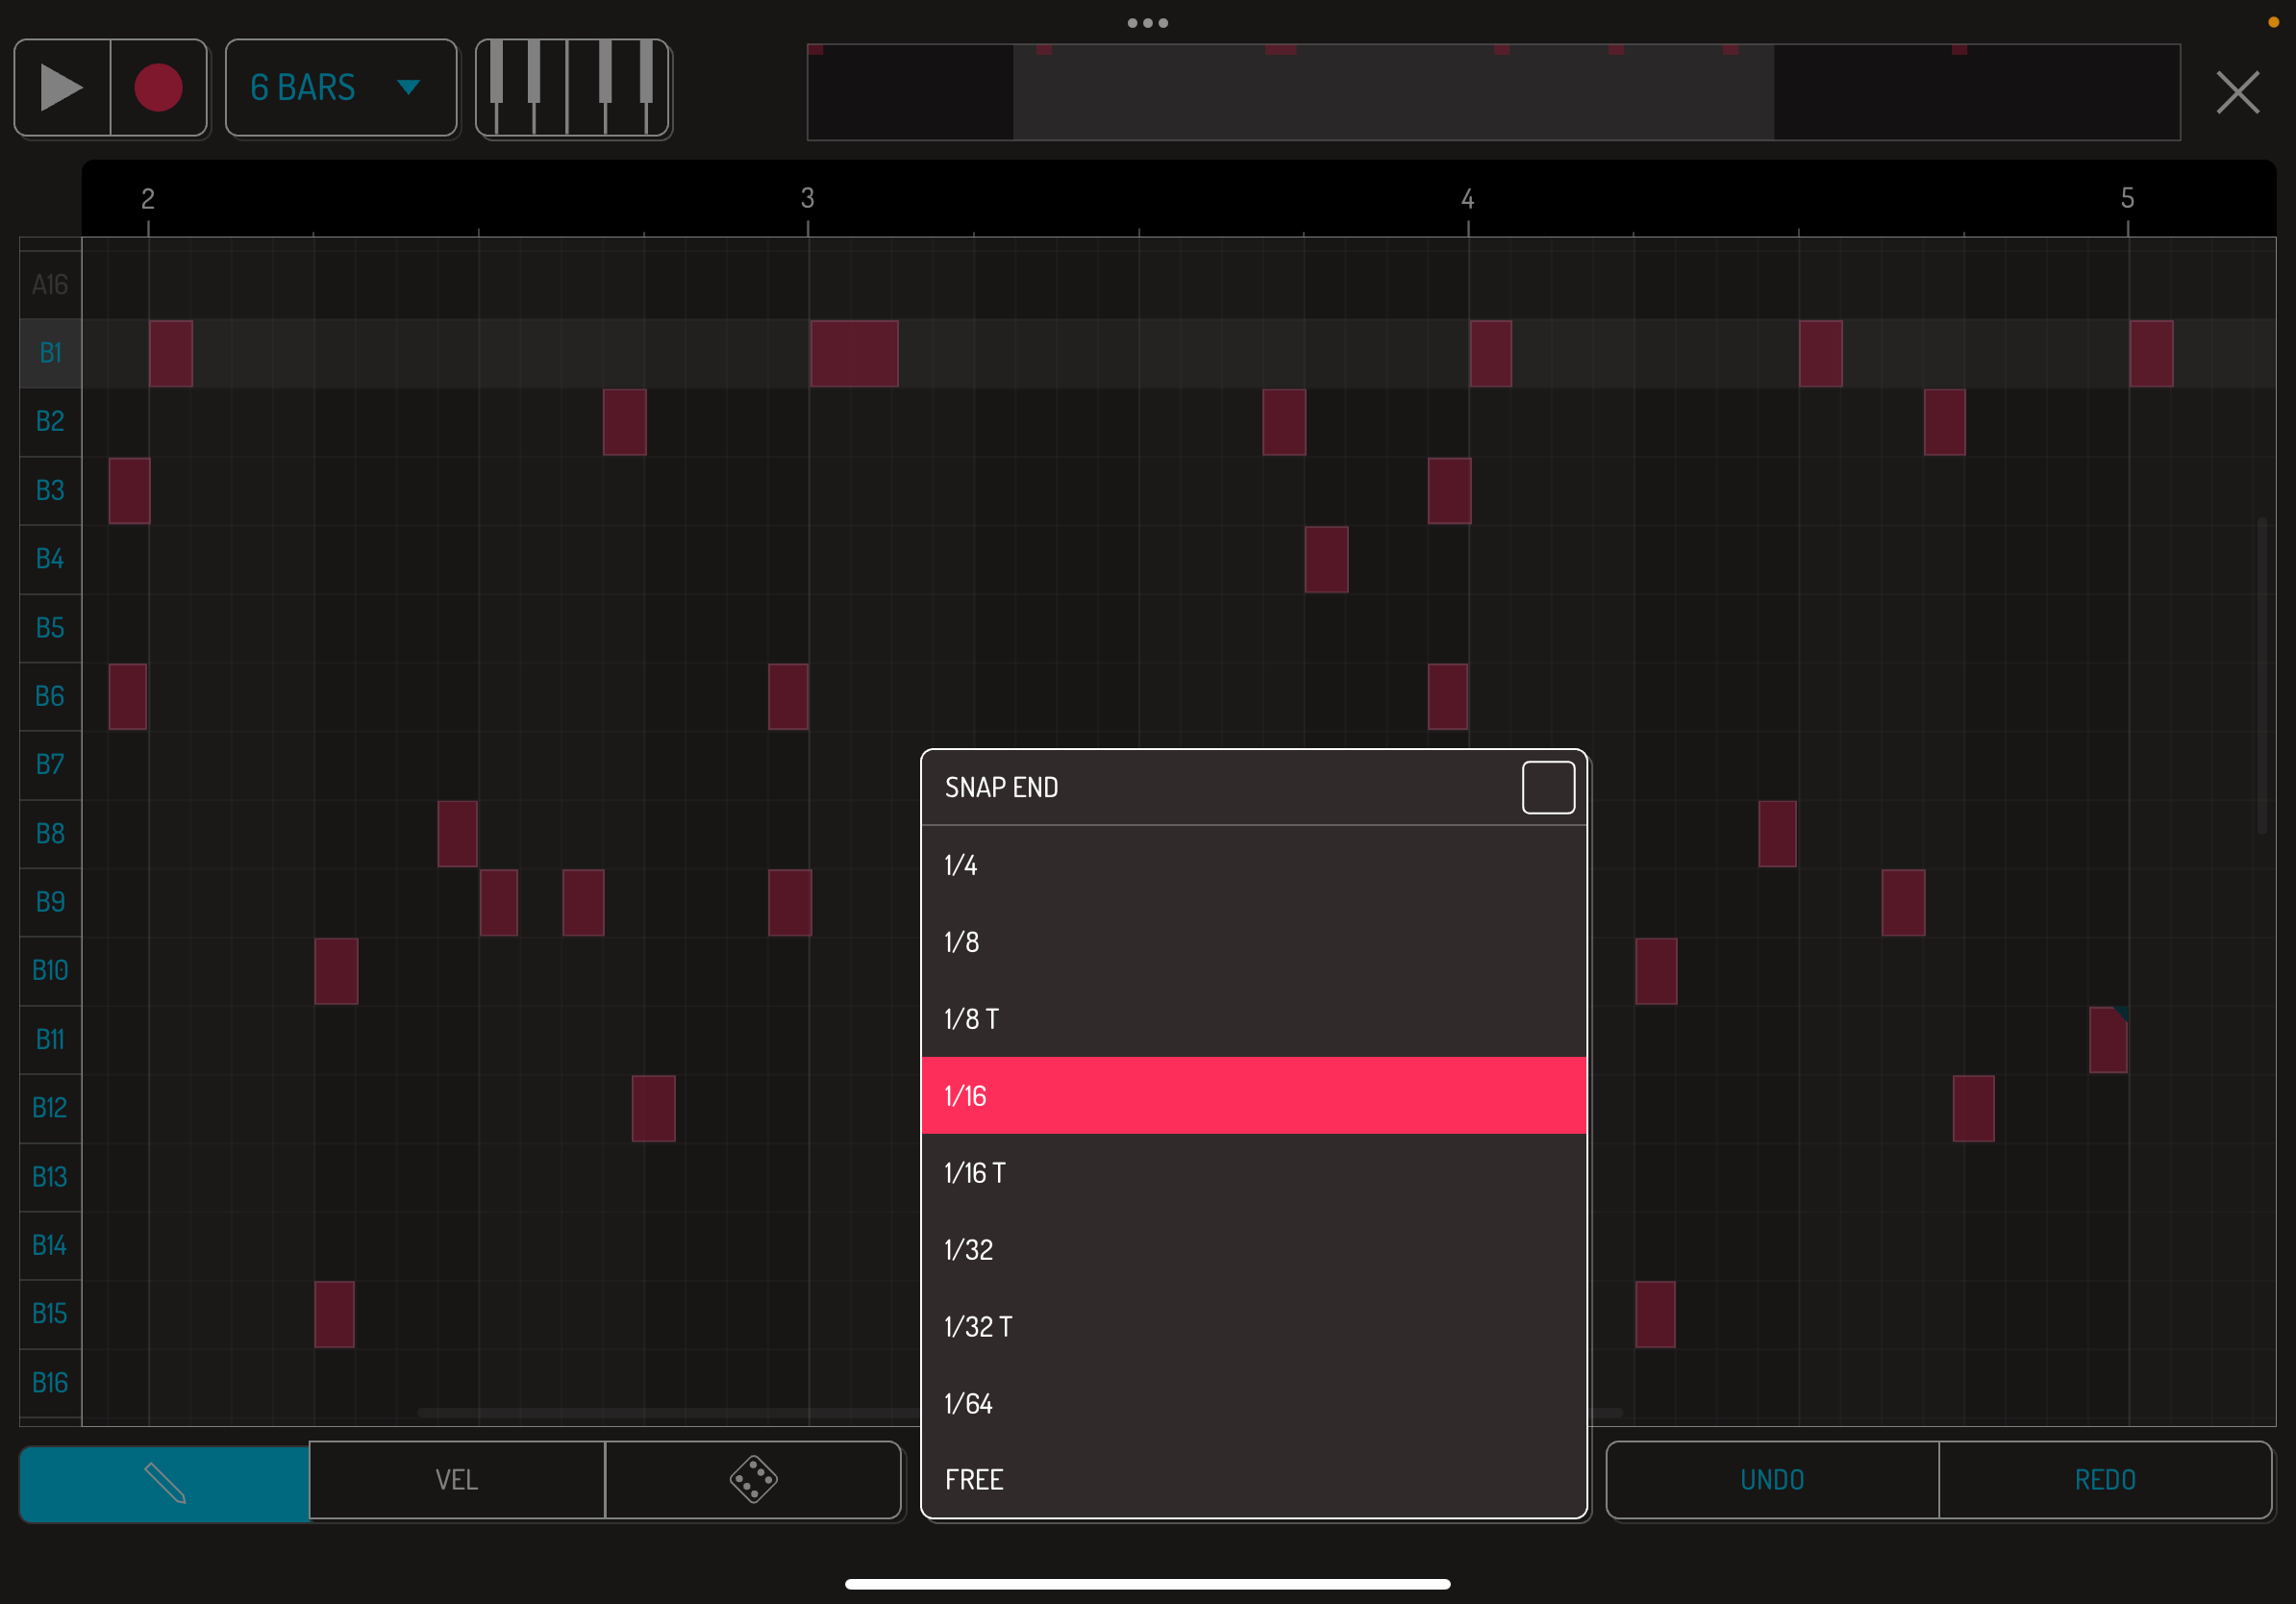 6 BARS
2 3 4 5
A16
B1
B2
B3
B4
B5
B6
B7
B8
B9
B10
B11
B12
B13
B14
B15
B16
SNAP END
1/4
1/8
1/8 T
1/16
1/16 T
1/32
1/32 T
1/64
FREE
VEL
UNDO
REDO